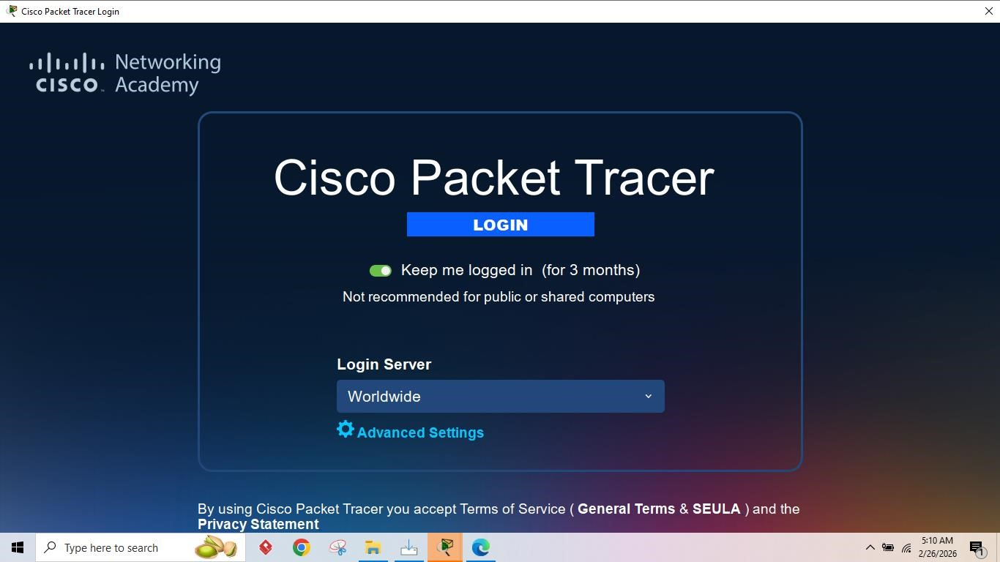 Cisco Packet Tracer Login
Networking
CISCO Academy
Cisco Packet Tracer
LOGIN
Keep me logged in (for 3 months)
Not recommended for public or shared computers
Login Server
Worldwide
Advanced Settings
By using Cisco Packet Tracer you accept Terms of Service ( General Terms & SEULA ) and the
Privacy Statement
Type here to search
5:10 AM
2/26/2026
1